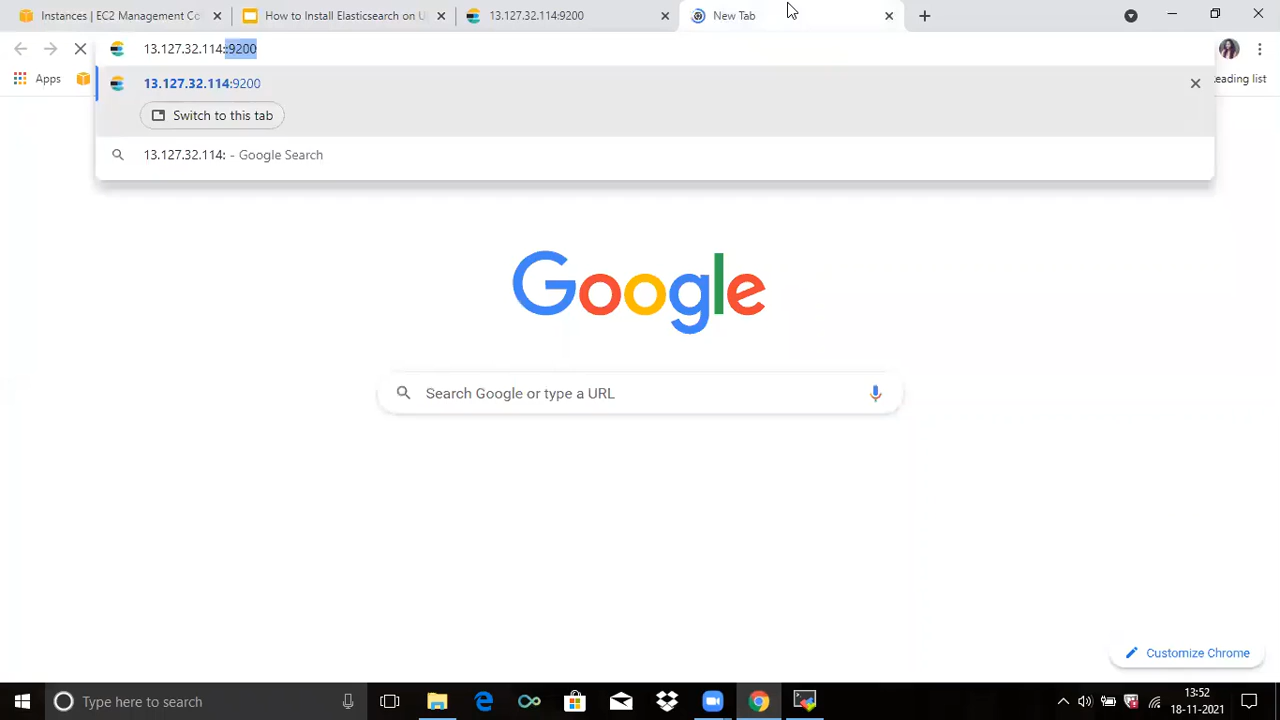 Instances | EC2 Management Co
How to Install Elasticsearch on U
13.127.32.114:9200
New Tab
13.127.32.114::9200
Apps
eading list
13.127.32.114:9200
Switch to this tab
13.127.32.114: - Google Search
Google
Search Google or type a URL
Customize Chrome
Type here to search
13:52
18-11-2021